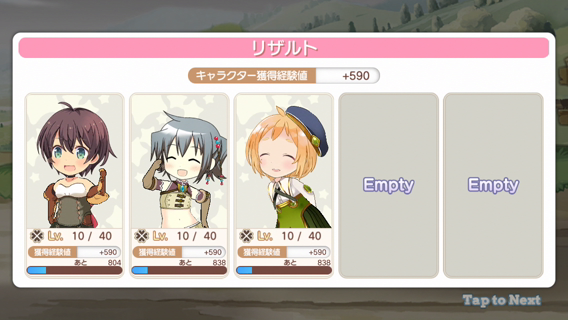 リザルト
キャラクター獲得経験値 +590
Lv. 10 / 40
獲得経験値 +590
あと 804
Lv. 10 / 40
獲得経験値 +590
あと 838
Lv. 10 / 40
獲得経験値 +590
あと 838
Empty
Empty
Tap to Next